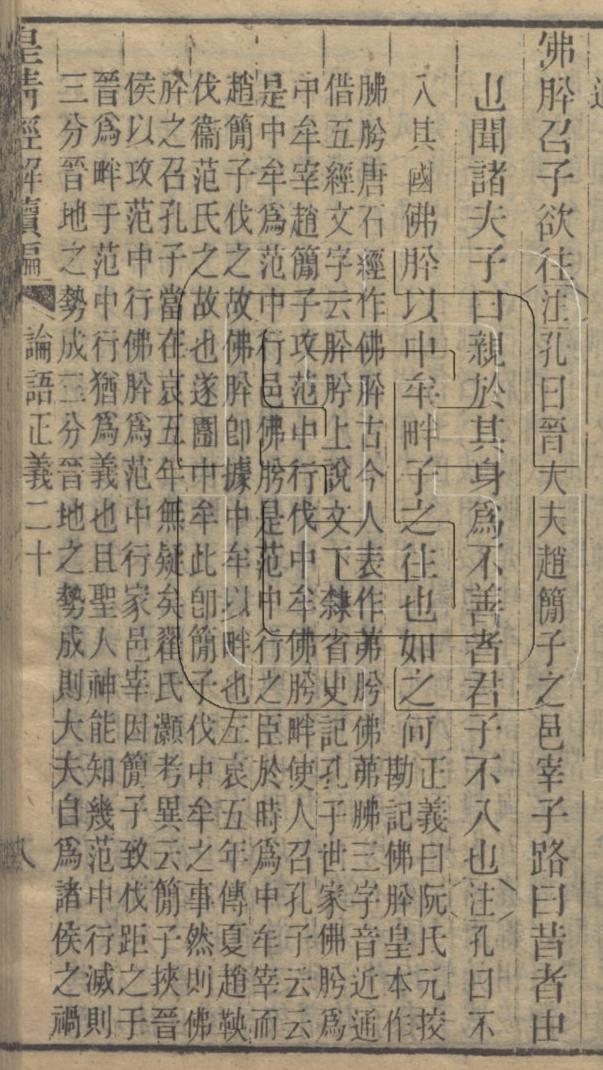 佛肸召子欲往注孔曰晉大夫趙簡子之邑宰子路曰昔者由
也聞諸夫子曰親於其身爲不善者君子不入也注孔曰不
入其國佛肸以中牟畔子之往也如之何
正義曰阮氏元挍
勘記佛肸皇本作
胇肸唐石經作佛肸古今人表作茀肸佛茀胇三字音近通
借五經文字云肸肹上說文下隸省史記孔子世家佛肸爲
中牟宰趙簡子攻范中行伐中牟佛肸畔使人召孔子云云
是中牟爲范中行邑佛肸是范中行之臣於時爲中牟宰而
趙簡子伐之故佛肸卽據中牟以畔也左哀五年傳夏趙鞅
伐衞范氏之故也遂圍中牟此卽簡子伐中牟之事然則佛
肸之召孔子當在哀五年無疑矣翟氏灝考異云簡子挾晉
侯以攻范中行佛肸爲范中行家邑宰因簡子致伐距之于
晉爲畔于范中行猶爲義也且聖人神能知幾范中行滅則
三分晉地之勢成三分晉地之勢成則大夫自爲諸侯之禍
皇淸經解續編
論語正義二十
八